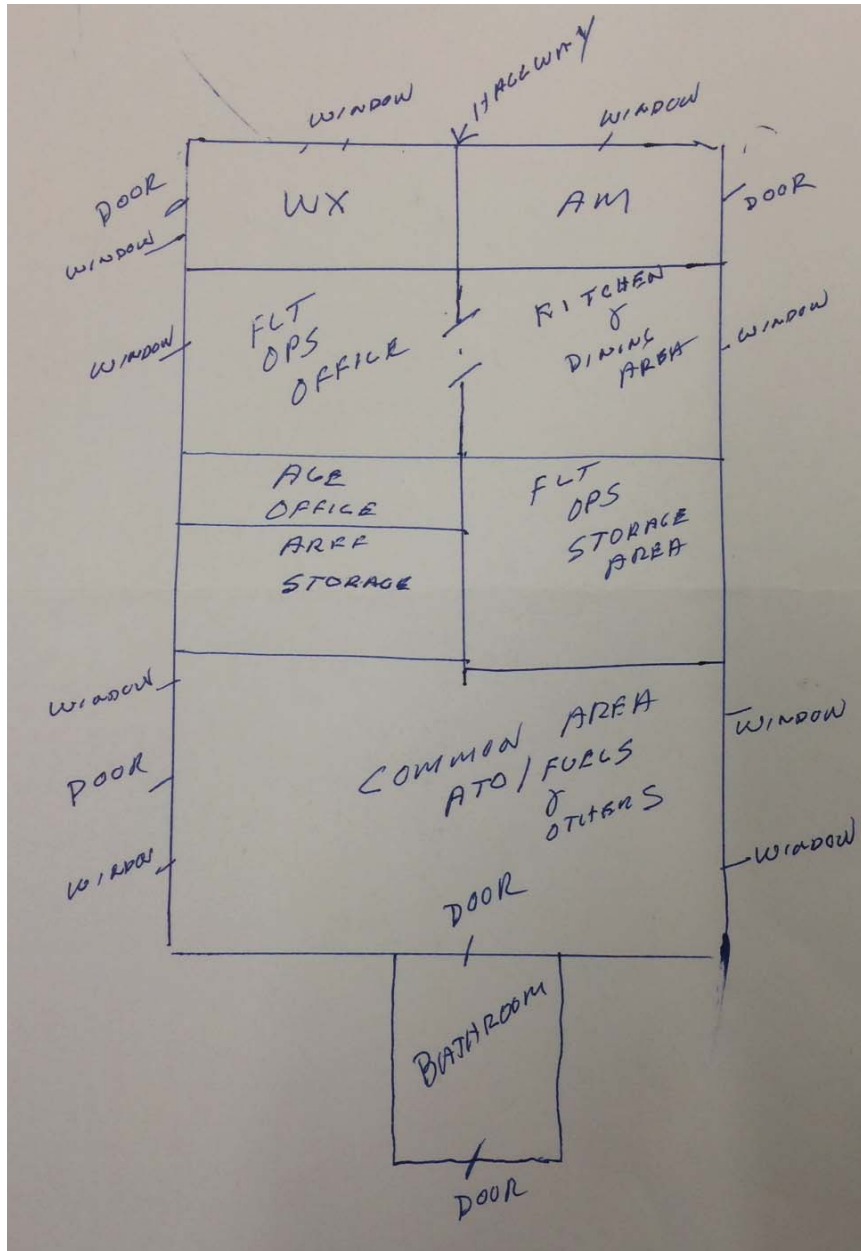 HALLWAY
WINDOW
WINDOW
DOOR
WX
AM
DOOR
WINDOW
FLT
OPS
OFFICE
KITCHEN
&
DINING
AREA
WINDOW
WINDOW
AGE
OFFICE
FLT
OPS
STORAGE
AREA
ARFF
STORAGE
WINDOW
COMMON AREA
ATO/FUELS
&
OTHERS
WINDOW
DOOR
WINDOW
WINDOW
DOOR
BATHROOM
DOOR